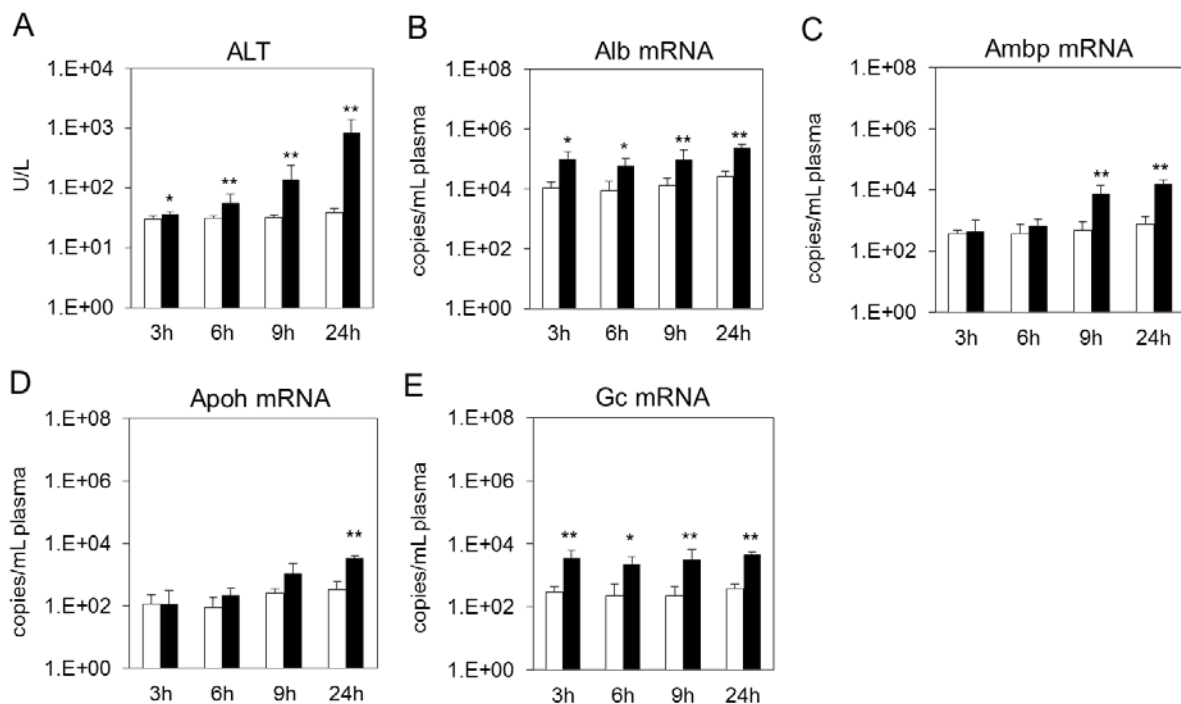 A
ALT
1.E+04
1.E+03
1.E+02
1.E+01
1.E+00
U/L
* ** ** **
3h 6h 9h 24h
B
Alb mRNA
1.E+08
1.E+06
1.E+04
1.E+02
1.E+00
copies/mL plasma
* * ** **
3h 6h 9h 24h
C
Ambp mRNA
1.E+08
1.E+06
1.E+04
1.E+02
1.E+00
copies/mL plasma
** **
3h 6h 9h 24h
D
Apoh mRNA
1.E+08
1.E+06
1.E+04
1.E+02
1.E+00
copies/mL plasma
**
3h 6h 9h 24h
E
Gc mRNA
1.E+08
1.E+06
1.E+04
1.E+02
1.E+00
copies/mL plasma
** * ** **
3h 6h 9h 24h